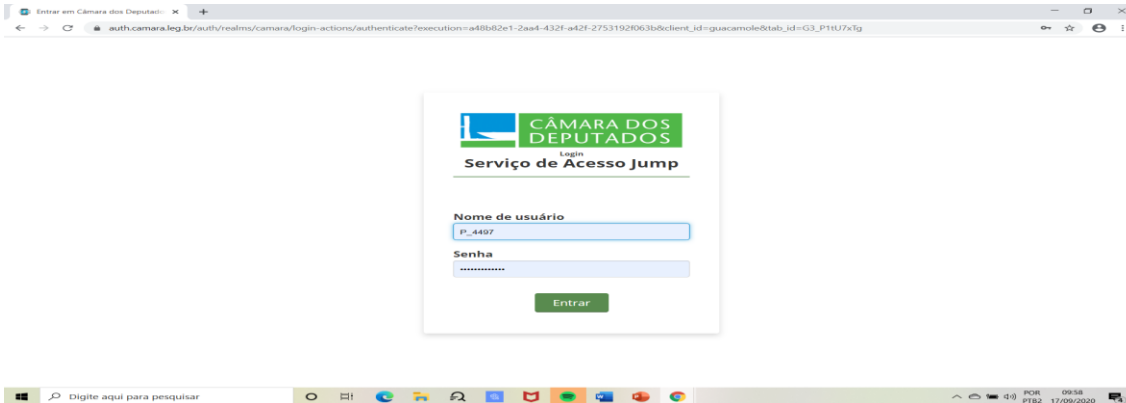 Entrar em Câmara dos Deputado
auth.camara.leg.br/auth/realms/camara/login-actions/authenticate?execution=a48b82e1-2aa4-432f-a42f-2753192f063b&client_id=guacamole&tab_id=G3_P1tU7xTg
CÂMARA DOS
DEPUTADOS
Login
Serviço de Acesso Jump
Nome de usuário
P_4497
Senha
Entrar
Digite aqui para pesquisar
POR 09:58
PTB2 17/09/2020